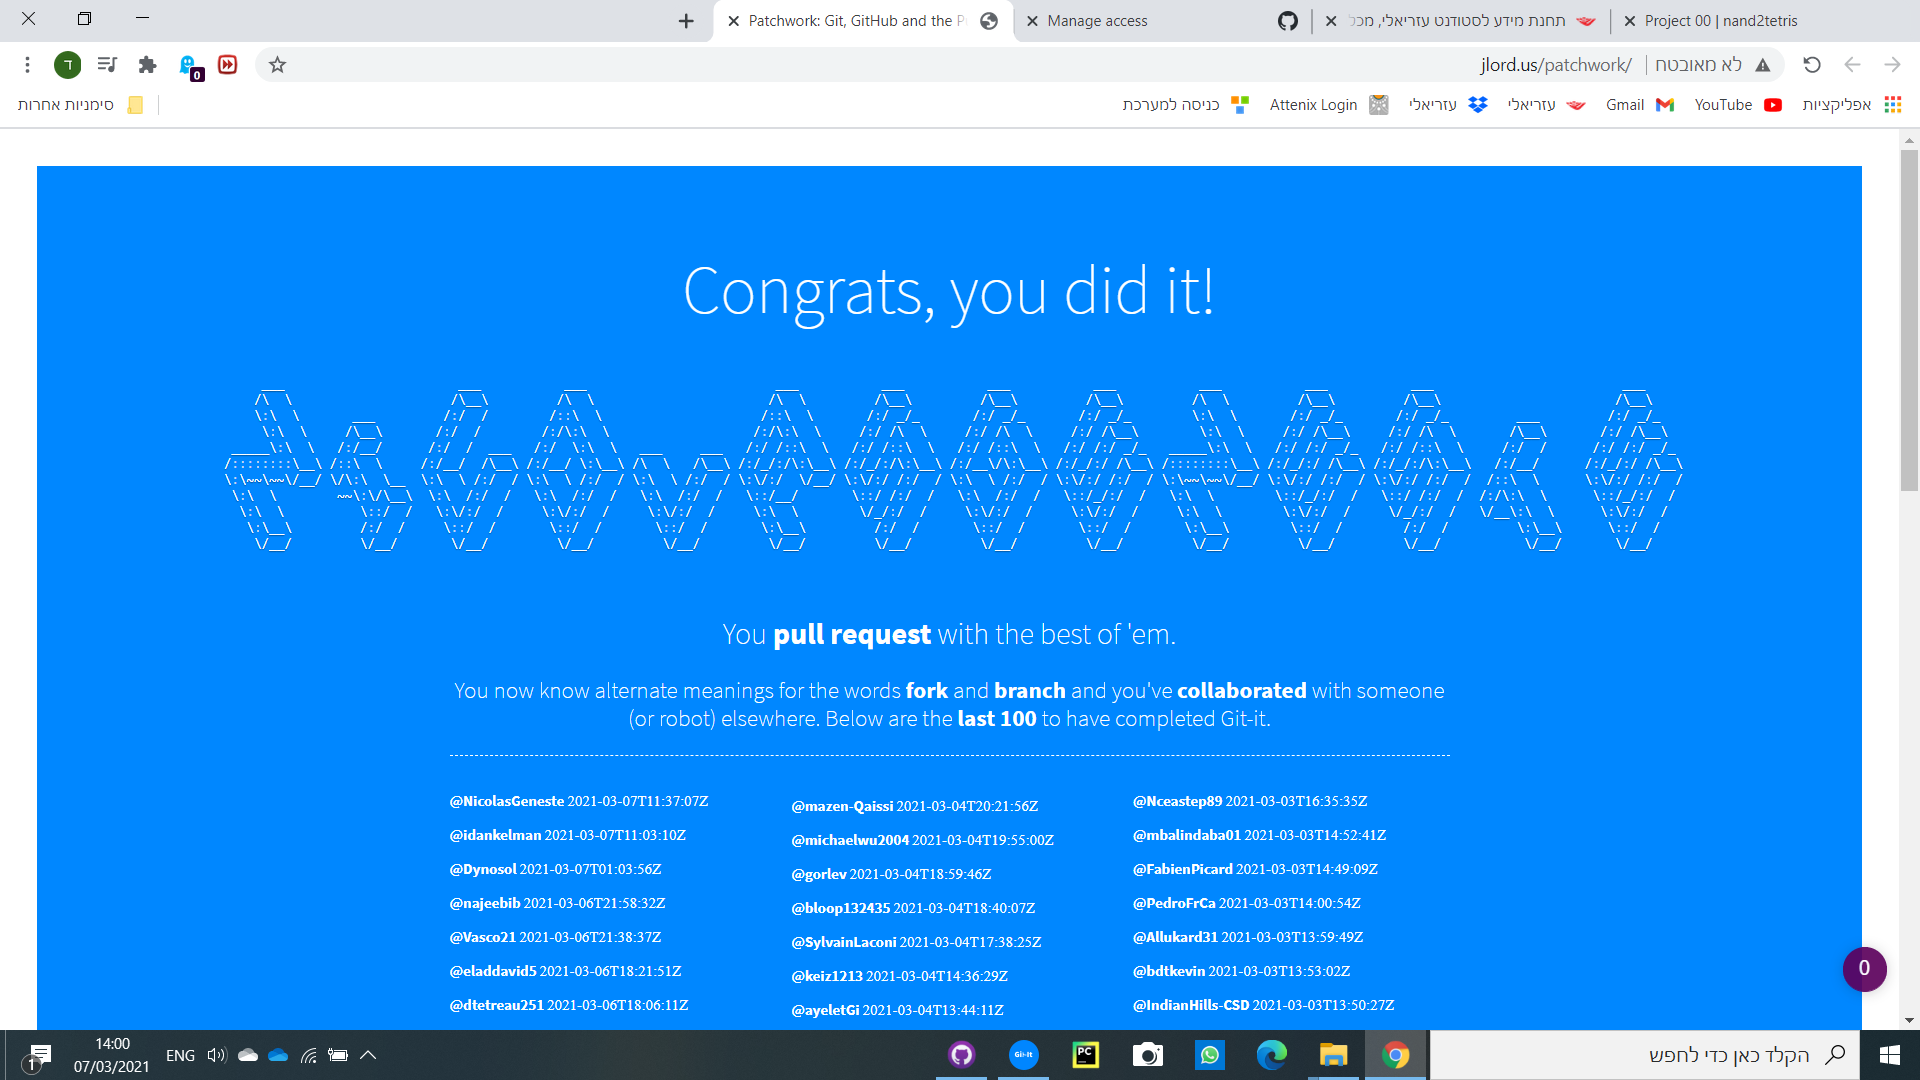 Patchwork: Git, GitHub and the P
Manage access
תחנת מידע לסטודנט עזריאלי, מכל
Project 00 | nand2tetris
ד
0
jlord.us/patchwork/
לא מאובטח
סימניות אחרות
כניסה למערכת
Attenix Login
עזריאלי
עזריאלי
Gmail
YouTube
אפליקציות
Congrats, you did it!
You pull request with the best of 'em.
You now know alternate meanings for the words fork and branch and you've collaborated with someone
(or robot) elsewhere. Below are the last 100 to have completed Git-it.
@NicolasGeneste 2021-03-07T11:37:07Z
@idankelman 2021-03-07T11:03:10Z
@Dynosol 2021-03-07T01:03:56Z
@najeebib 2021-03-06T21:58:32Z
@Vasco21 2021-03-06T21:38:37Z
@eladdavid5 2021-03-06T18:21:51Z
@dtetreau251 2021-03-06T18:06:11Z
@mazen-Qaissi 2021-03-04T20:21:56Z
@michaelwu2004 2021-03-04T19:55:00Z
@gorlev 2021-03-04T18:59:46Z
@bloop132435 2021-03-04T18:40:07Z
@SylvainLaconi 2021-03-04T17:38:25Z
@keiz1213 2021-03-04T14:36:29Z
@ayeletGi 2021-03-04T13:44:11Z
@Nceastep89 2021-03-03T16:35:35Z
@mbalindaba01 2021-03-03T14:52:41Z
@FabienPicard 2021-03-03T14:49:09Z
@PedroFrCa 2021-03-03T14:00:54Z
@Allukard31 2021-03-03T13:59:49Z
@bdtkevin 2021-03-03T13:53:02Z
@IndianHills-CSD 2021-03-03T13:50:27Z
0
1
14:00
07/03/2021
ENG
Git-It
PC
הקלד כאן כדי לחפש